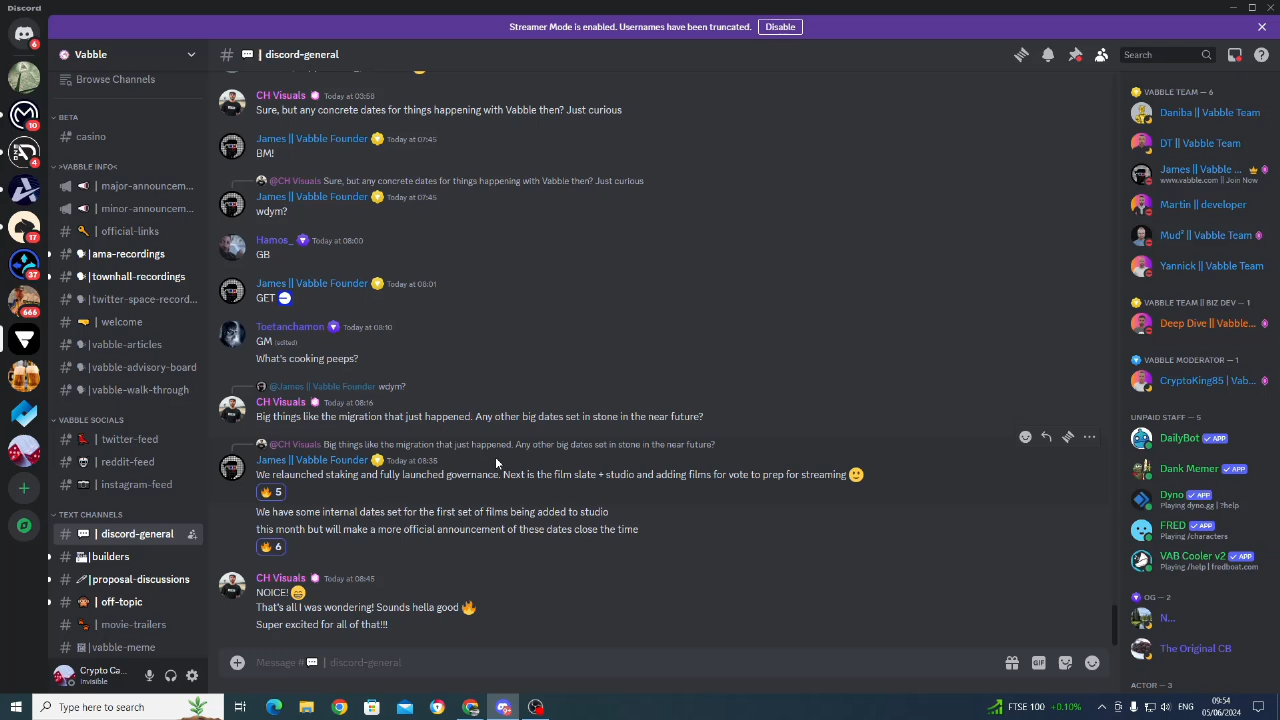 Discord
Streamer Mode is enabled. Usernames have been truncated.
Disable
Vabble
discord-general
Search
Browse Channels
BETA
casino
>VABBLE INFO<
| major-announcem...
| minor-announcem...
| official-links
|ama-recordings
|townhall-recordings
|twitter-space-record...
| welcome
|vabble-articles
|vabble-advisory-board
|vabble-walk-through
VABBLE SOCIALS
| twitter-feed
| reddit-feed
| instagram-feed
TEXT CHANNELS
| discord-general
|builders
|proposal-discussions
| off-topic
| movie-trailers
|vabble-meme
Crypto Ca...
Invisible
CH Visuals Today at 03:58
Sure, but any concrete dates for things happening with Vabble then? Just curious
James || Vabble Founder Today at 07:45
BM!
@CH Visuals Sure, but any concrete dates for things happening with Vabble then? Just curious
James || Vabble Founder Today at 07:45
wdym?
Hamos_ Today at 08:00
GB
James || Vabble Founder Today at 08:01
GET
Toetanchamon Today at 08:10
GM (edited)
What's cooking peeps?
@James || Vabble Founder wdym?
CH Visuals Today at 08:16
Big things like the migration that just happened. Any other big dates set in stone in the near future?
@CH Visuals Big things like the migration that just happened. Any other big dates set in stone in the near future?
James || Vabble Founder Today at 08:35
We relaunched staking and fully launched governance. Next is the film slate + studio and adding films for vote to prep for streaming
5
We have some internal dates set for the first set of films being added to studio
this month but will make a more official announcement of these dates close the time
6
CH Visuals Today at 08:45
NOICE!
That's all I was wondering! Sounds hella good
Super excited for all of that!!!
Message # | discord-general
GIF
VABBLE TEAM — 6
Daniba || Vabble Team
DT || Vabble Team
James || Vabble ...
www.vabble.com || Join Now
Martin || developer
Mud² || Vabble Team
Yannick || Vabble Team
VABBLE TEAM || BIZ DEV — 1
Deep Dive || Vabble...
VABBLE MODERATOR — 1
CryptoKing85 | Vab...
UNPAID STAFF — 5
DailyBot APP
Dank Memer APP
Dyno APP
Playing dyno.gg | ?help
FRED APP
Playing /characters
VAB Cooler v2 APP
Playing /help | fredboat.com
OG — 2
N...
The Original CB
ACTOR — 3
6
10
4
17
37
666
Type here to search
FTSE 100 +0.10%
ENG
09:54
05/06/2024